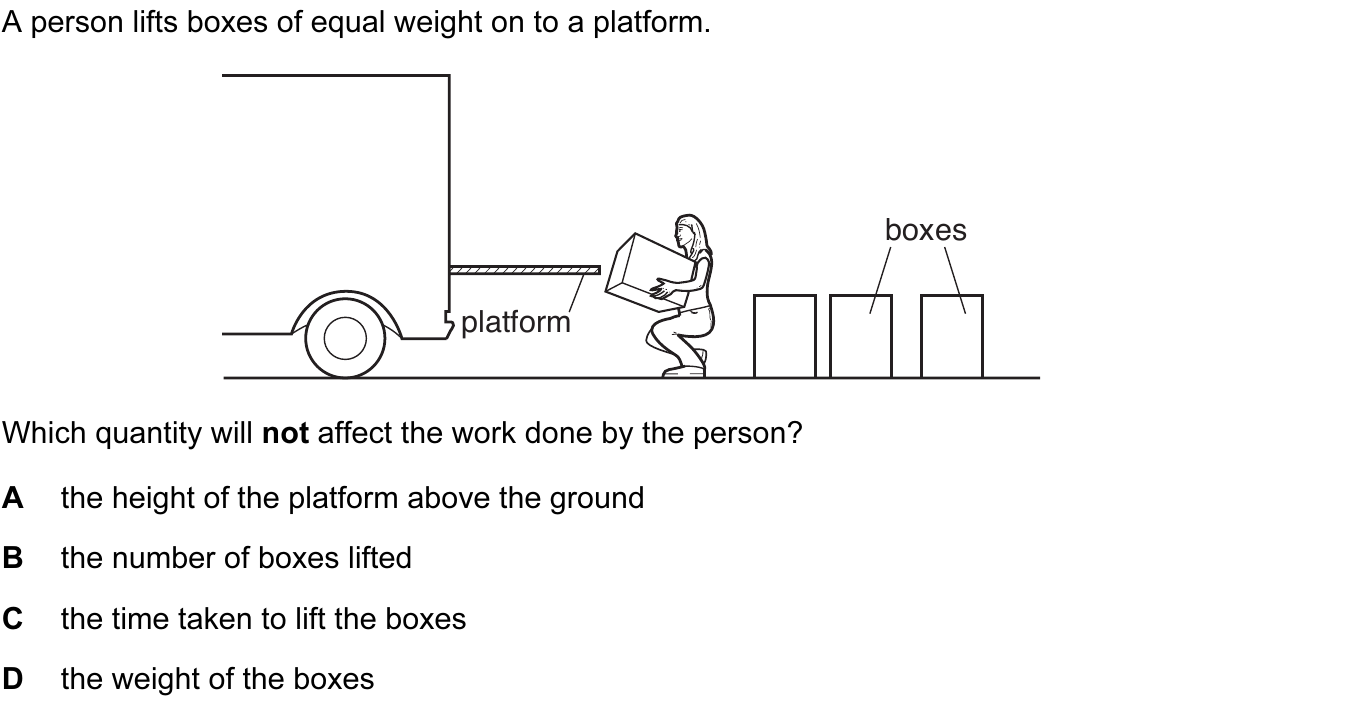 A person lifts boxes of equal weight on to a platform.
boxes
platform
Which quantity will not affect the work done by the person?
A the height of the platform above the ground
B the number of boxes lifted
C the time taken to lift the boxes
D the weight of the boxes